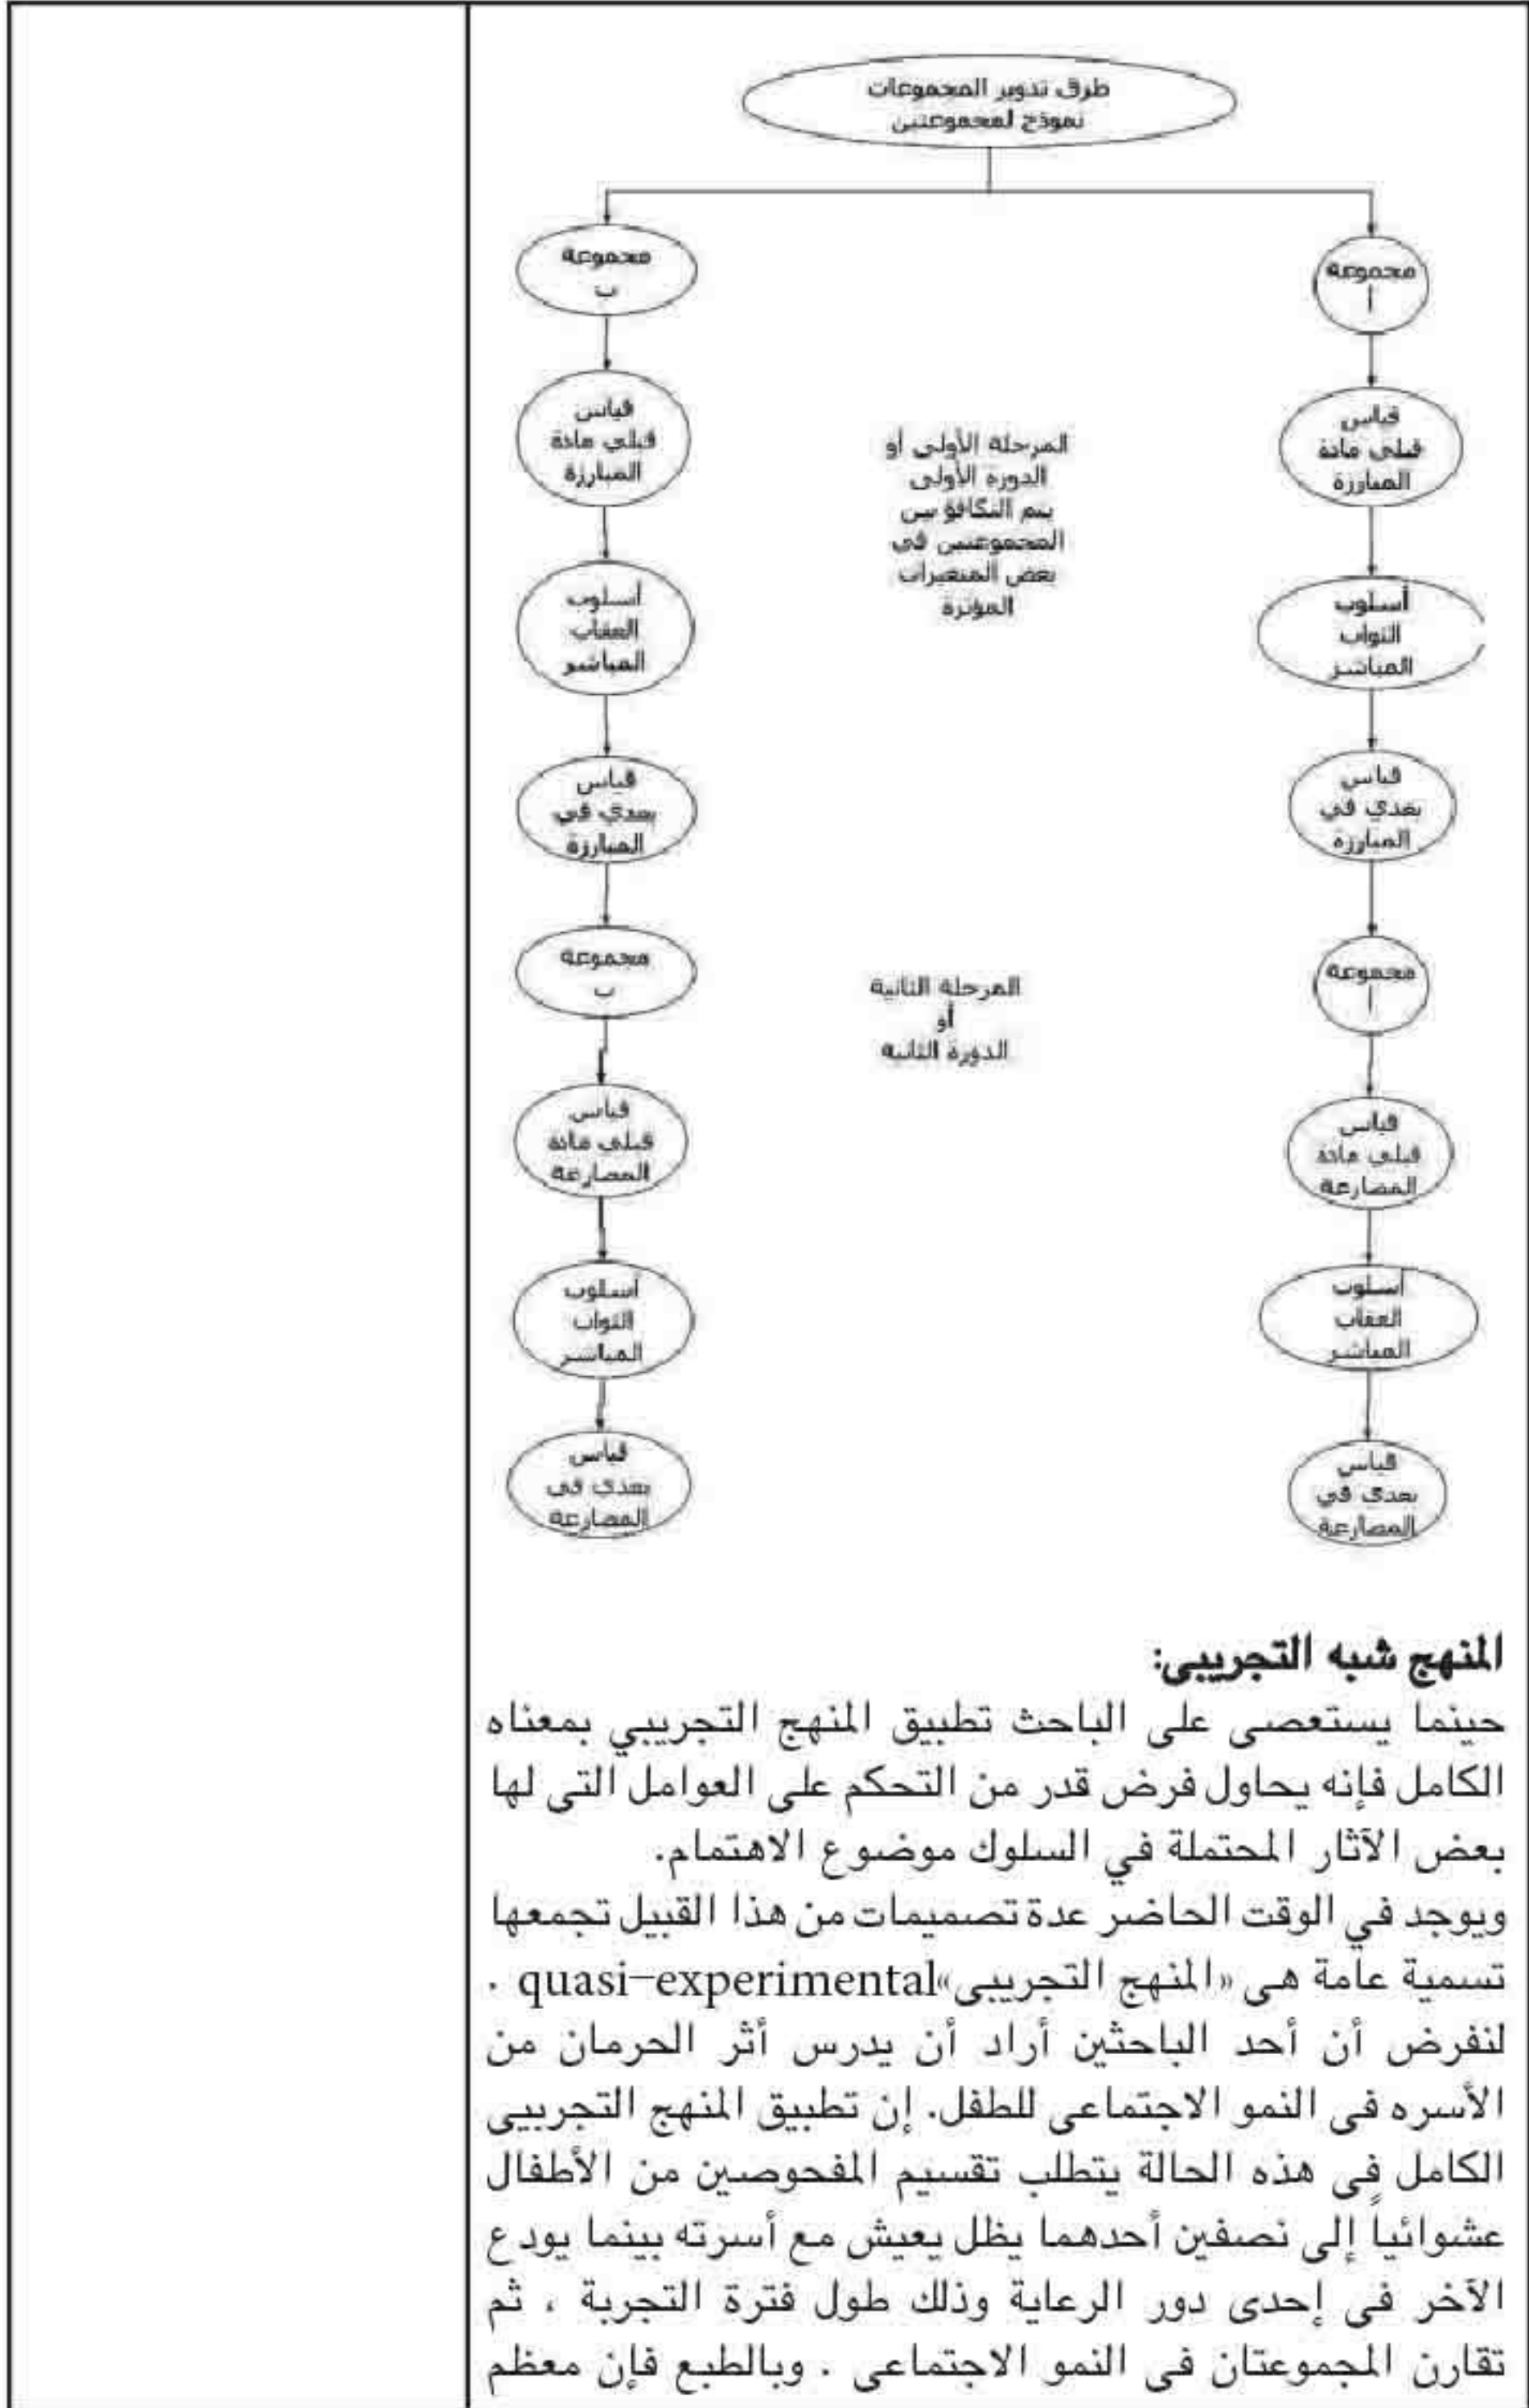 طرق تدوير المجموعات
نموذج لمجموعتين
مجموعة
أ
قياس
قبلي مادة
المبارزة
أسلوب
الثواب
المباشر
قياس
بعدي في
المبارزة
مجموعة
أ
قياس
قبلي مادة
المصارعة
أسلوب
العقاب
المباشر
قياس
بعدي في
المصارعة
المرحلة الأولى أو
الدورة الأولى
يتم التكافؤ بين
المجموعتين في
بعض المتغيرات
المؤثرة
المرحلة الثانية
أو
الدورة الثانية
مجموعة
ب
قياس
قبلي مادة
المبارزة
أسلوب
العقاب
المباشر
قياس
بعدي في
المبارزة
مجموعة
ب
قياس
قبلي مادة
المصارعة
أسلوب
الثواب
المباشر
قياس
بعدي في
المصارعة
المنهج شبه التجريبى:
حينما يستعصى على الباحث تطبيق المنهج التجريبي بمعناه
الكامل فإنه يحاول فرض قدر من التحكم على العوامل التى لها
بعض الآثار المحتملة في السلوك موضوع الاهتمام.
ويوجد في الوقت الحاضر عدة تصميمات من هذا القبيل تجمعها
تسمية عامة هى «المنهج التجريبى»quasi–experimental .
لنفرض أن أحد الباحثين أراد أن يدرس أثر الحرمان من
الأسره فى النمو الاجتماعى للطفل. إن تطبيق المنهج التجريبى
الكامل فى هذه الحالة يتطلب تقسيم المفحوصين من الأطفال
عشوائياً إلى نصفين أحدهما يظل يعيش مع أسرته بينما يودع
الآخر فى إحدى دور الرعاية وذلك طول فترة التجربة ، ثم
تقارن المجموعتان فى النمو الاجتماعى . وبالطبع فإن معظم